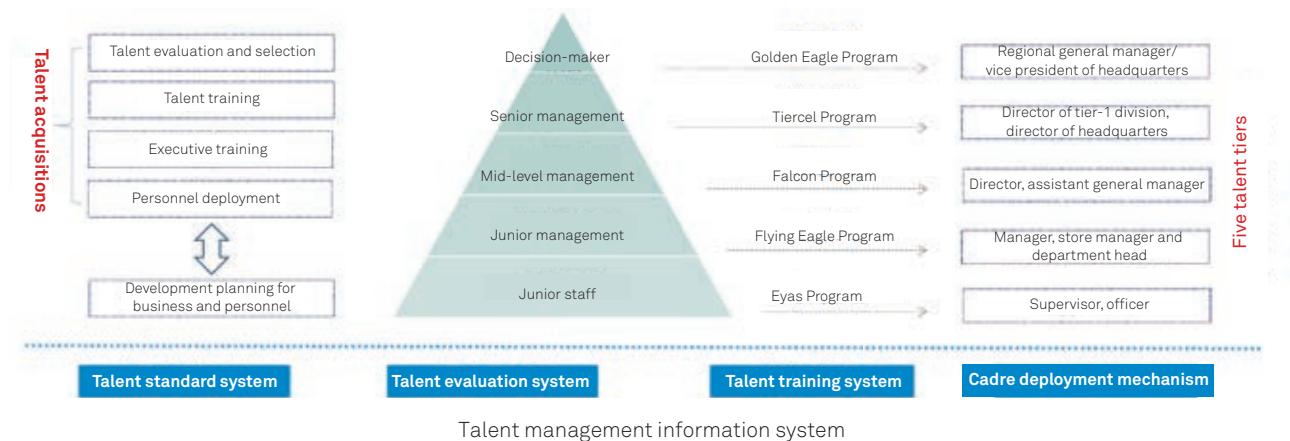 Talent acquisitions
Talent evaluation and selection
Talent training
Executive training
Personnel deployment
Development planning for
business and personnel
Decision-maker
Senior management
Mid-level management
Junior management
Junior staff
Golden Eagle Program
Tiercel Program
Falcon Program
Flying Eagle Program
Eyas Program
Regional general manager/
vice president of headquarters
Director of tier-1 division,
director of headquarters
Director, assistant general manager
Manager, store manager and
department head
Supervisor, officer
Five talent tiers
Talent standard system
Talent evaluation system
Talent training system
Cadre deployment mechanism
Talent management information system